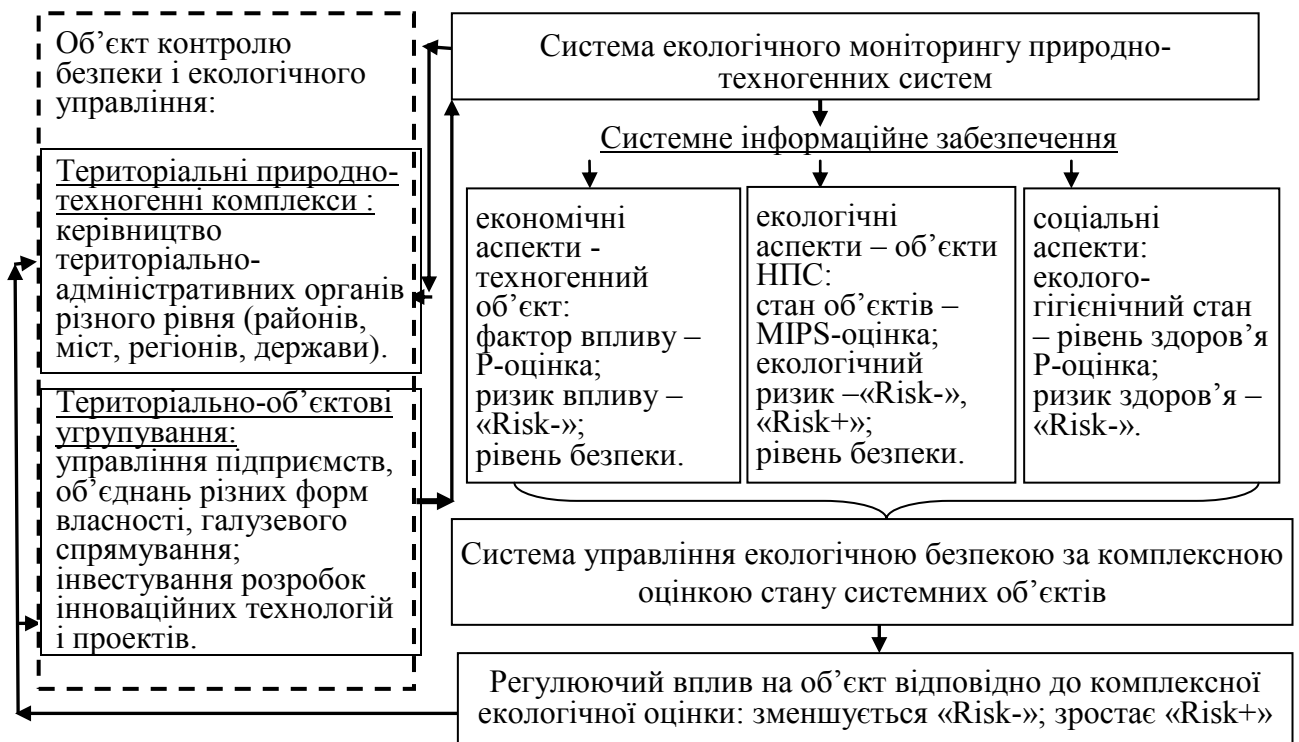 Об’єкт контролю
безпеки і екологічного
управління:
Територіальні природно-
техногенні комплекси :
керівництво
територіально-
адміністративних органів
різного рівня (районів,
міст, регіонів, держави).
Територіально-об’єктові
угрупування:
управління підприємств,
об’єднань різних форм
власності, галузевого
спрямування;
інвестування розробок
інноваційних технологій
і проектів.
Система екологічного моніторингу природно-
техногенних систем
Системне інформаційне забезпечення
економічні
аспекти -
техногенний
об’єкт:
фактор впливу –
Р-оцінка;
ризик впливу –
«Risk-»;
рівень безпеки.
екологічні
аспекти – об’єкти
НПС:
стан об’єктів –
MIPS-оцінка;
екологічний
ризик –«Risk-»,
«Risk+»;
рівень безпеки.
соціальні
аспекти:
еколого-
гігієнічний стан
– рівень здоров’я
Р-оцінка;
ризик здоров’я –
«Risk-».
Система управління екологічною безпекою за комплексною
оцінкою стану системних об’єктів
Регулюючий вплив на об’єкт відповідно до комплексної
екологічної оцінки: зменшується «Risk-»; зростає «Risk+»